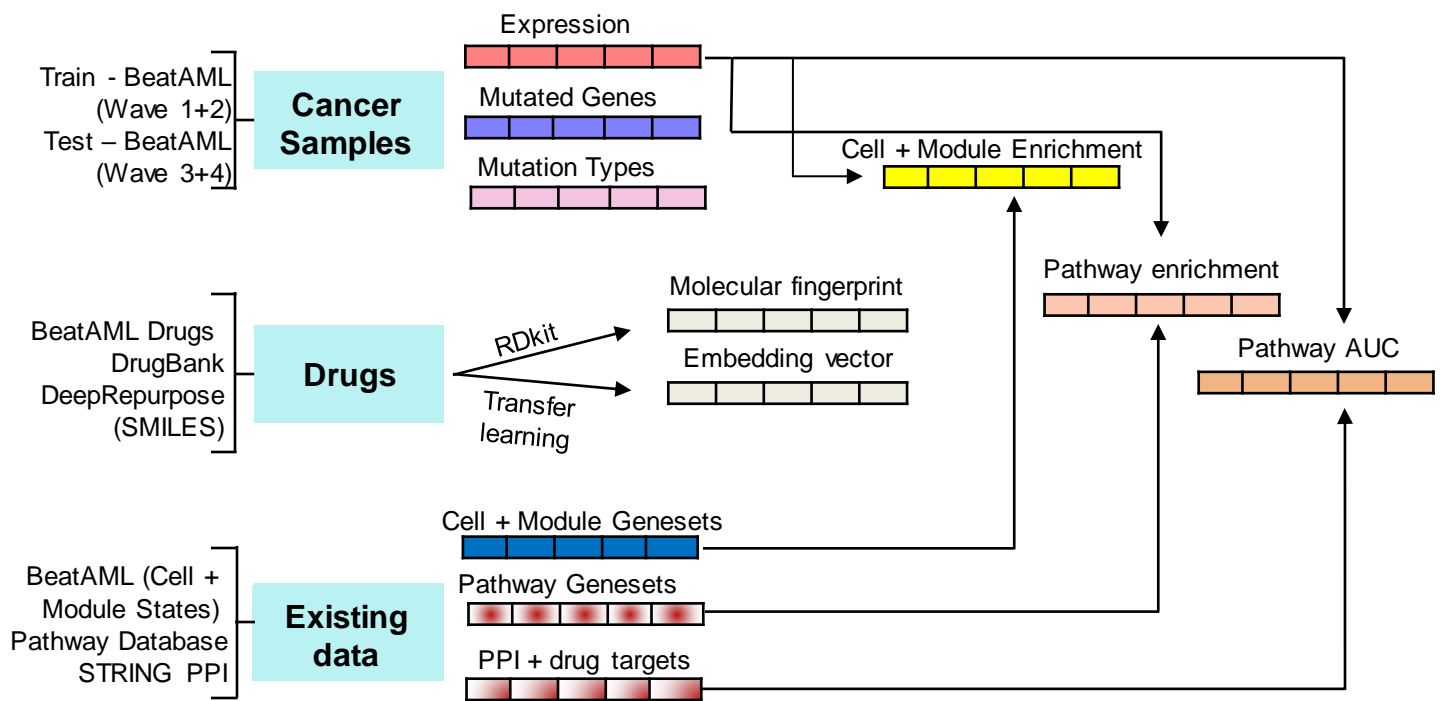 Expression
Train - BeatAML
(Wave 1+2)
Test – BeatAML
(Wave 3+4)
Cancer
Samples
Mutated Genes
Mutation Types
Cell + Module Enrichment
Pathway enrichment
Pathway AUC
BeatAML Drugs
DrugBank
DeepRepurpose
(SMILES)
Drugs
RDkit
Transfer
learning
Molecular fingerprint
Embedding vector
BeatAML (Cell +
Module States)
Pathway Database
STRING PPI
Existing
data
Cell + Module Genesets
Pathway Genesets
PPI + drug targets